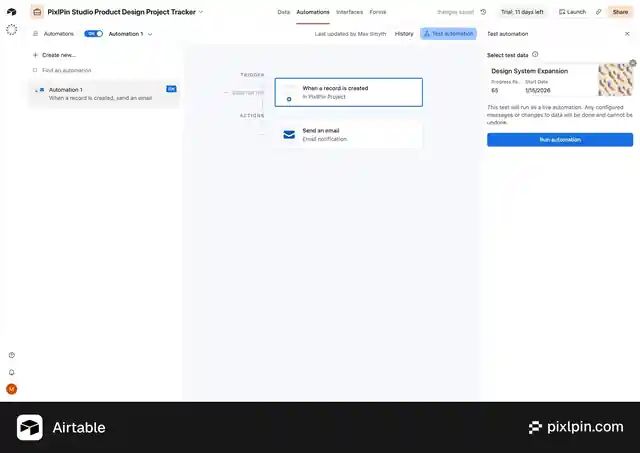 PixlPin Studio Product Design Project Tracker
Data
Automations
Interfaces
Forms
changes saved
Trial: 11 days left
Launch
Share
Automations
ON
Automation 1
Last updated by Max Smyth
History
Test automation
Test automation
Create new...
Find an automation
Automation 1
ON
When a record is created, send an email
TRIGGER
When a record is created
In PixlPin Project
ACTIONS
Send an email
Email notification
Select test data
Design System Expansion
Progress Pe...
Start Date
65
1/15/2026
This test will run as a live automation. Any configured
messages or changes to data will be done and cannot be
undone.
Run automation
M
Airtable
pixlpin.com